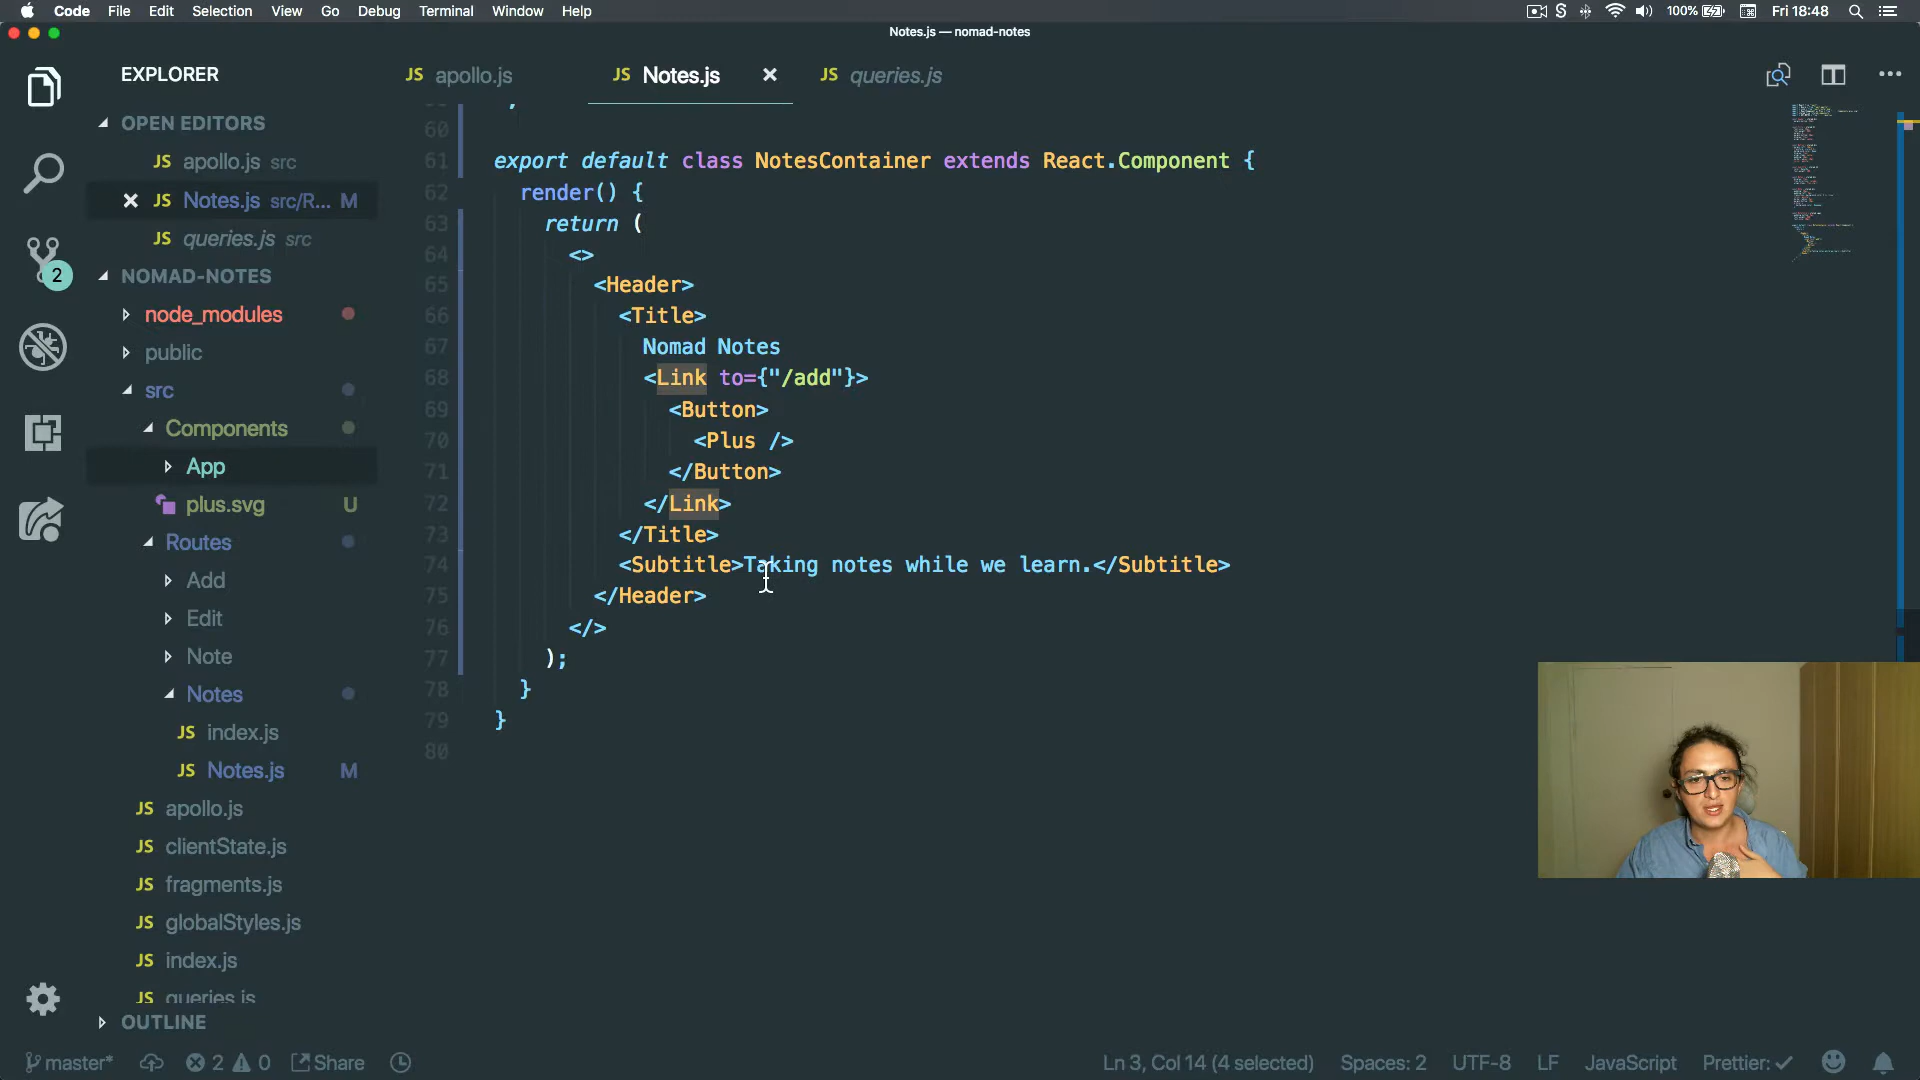 Code File Edit Selection View Go Debug Terminal Window Help
100% Fri 18:48
Notes.js — nomad-notes
EXPLORER
JS apollo.js
JS Notes.js
JS queries.js
OPEN EDITORS
JS apollo.js src
JS Notes.js src/R... M
JS queries.js src
NOMAD-NOTES
node_modules
public
src
Components
App
plus.svg U
Routes
Add
Edit
Note
Notes
JS index.js
JS Notes.js M
JS apollo.js
JS clientState.js
JS fragments.js
JS globalStyles.js
JS index.js
JS queries.js
OUTLINE
2
60
61 export default class NotesContainer extends React.Component {
62 render() {
63 return (
64 <>
65 <Header>
66 <Title>
67 Nomad Notes
68 <Link to={"/add"}>
69 <Button>
70 <Plus />
71 </Button>
72 </Link>
73 </Title>
74 <Subtitle>Taking notes while we learn.</Subtitle>
75 </Header>
76 </>
77 );
78 }
79 }
80
master* 2 0 Share
Ln 3, Col 14 (4 selected) Spaces: 2 UTF-8 LF JavaScript Prettier: ✓